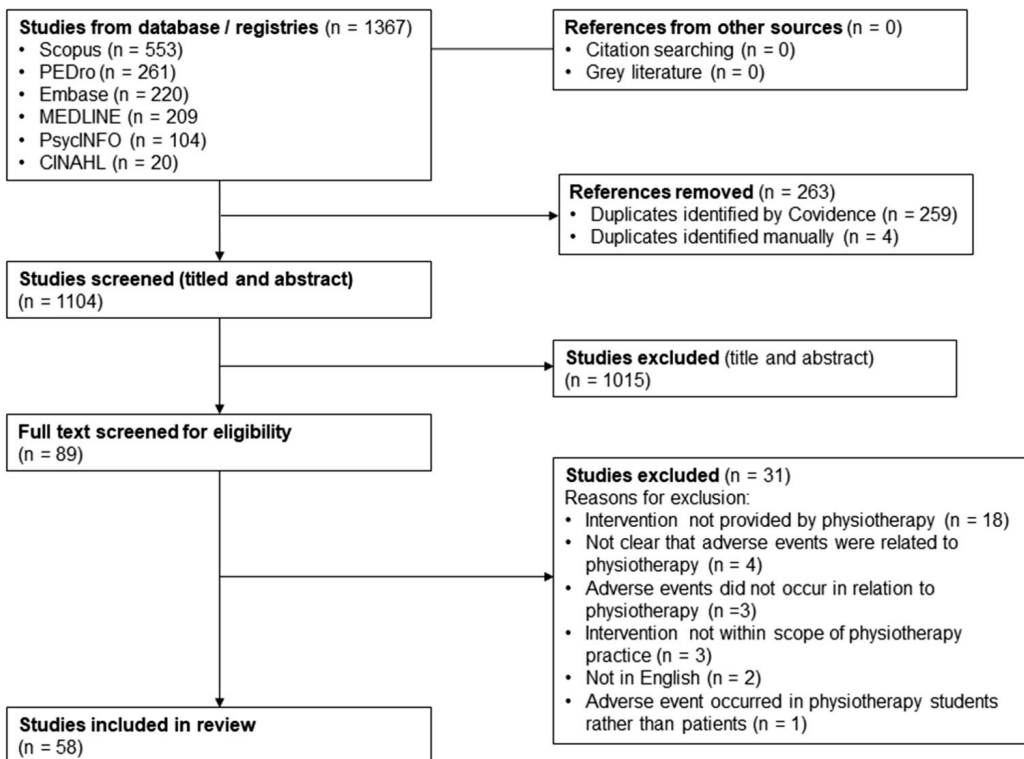 Studies from database / registries (n = 1367)
• Scopus (n = 553)
• PEDro (n = 261)
• Embase (n = 220)
• MEDLINE (n = 209
• PsycINFO (n = 104)
• CINAHL (n = 20)
References from other sources (n = 0)
• Citation searching (n = 0)
• Grey literature (n = 0)
References removed (n = 263)
• Duplicates identified by Covidence (n = 259)
• Duplicates identified manually (n = 4)
Studies screened (titled and abstract)
(n = 1104)
Studies excluded (title and abstract)
(n = 1015)
Full text screened for eligibility
(n = 89)
Studies excluded (n = 31)
Reasons for exclusion:
• Intervention not provided by physiotherapy (n = 18)
• Not clear that adverse events were related to
physiotherapy (n = 4)
• Adverse events did not occur in relation to
physiotherapy (n =3)
• Intervention not within scope of physiotherapy
practice (n = 3)
• Not in English (n = 2)
• Adverse event occurred in physiotherapy students
rather than patients (n = 1)
Studies included in review
(n = 58)